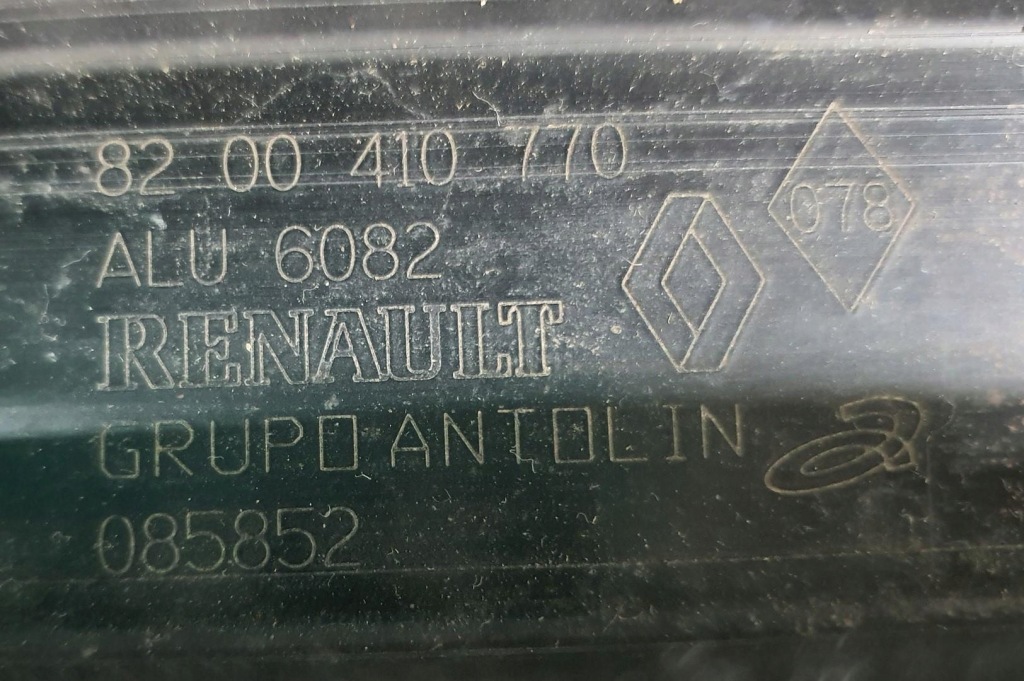 82 00 410 770
078
ALU 6082
RENAULT
GRUPO ANTOLIN
085852